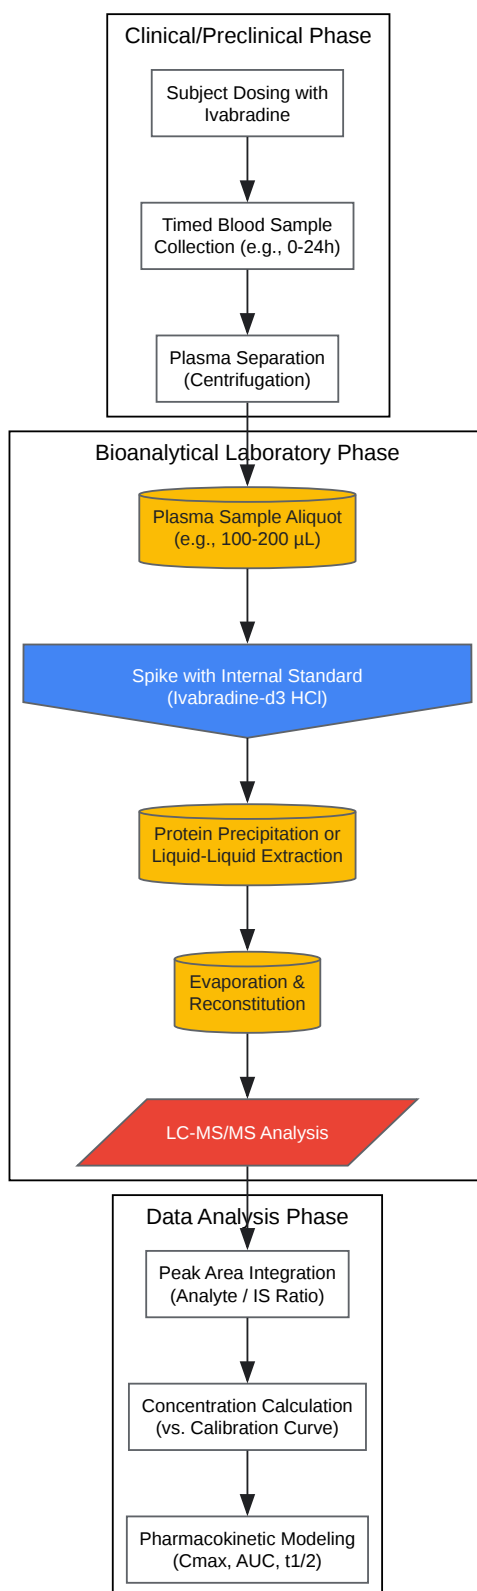 Clinical/Preclinical Phase
Subject Dosing with
Ivabradine
Timed Blood Sample
Collection (e.g., 0-24h)
Plasma Separation
(Centrifugation)
Bioanalytical Laboratory Phase
Plasma Sample Aliquot
(e.g., 100-200 µL)
Spike with Internal Standard
(Ivabradine-d3 HCl)
Protein Precipitation or
Liquid-Liquid Extraction
Evaporation &
Reconstitution
LC-MS/MS Analysis
Data Analysis Phase
Peak Area Integration
(Analyte / IS Ratio)
Concentration Calculation
(vs. Calibration Curve)
Pharmacokinetic Modeling
(Cmax, AUC, t1/2)